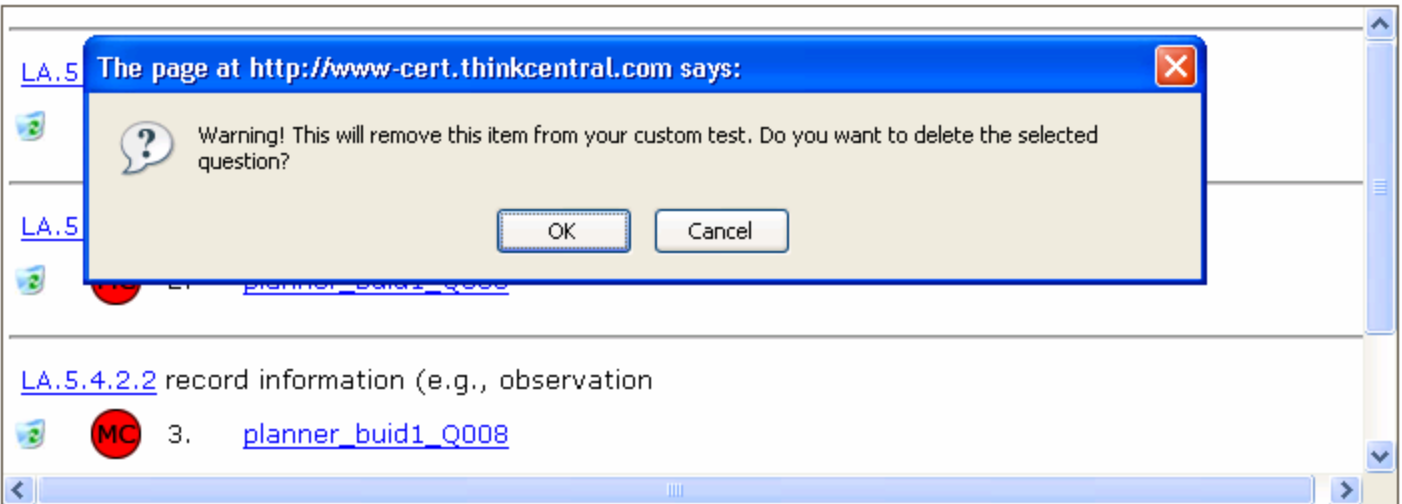 The page at http://www-cert.thinkcentral.com says:
LA.5
Warning! This will remove this item from your custom test. Do you want to delete the selected
question?
LA.5
OK
Cancel
LA.5.4.2.2 record information (e.g., observation
MC 3. planner_buid1_Q008